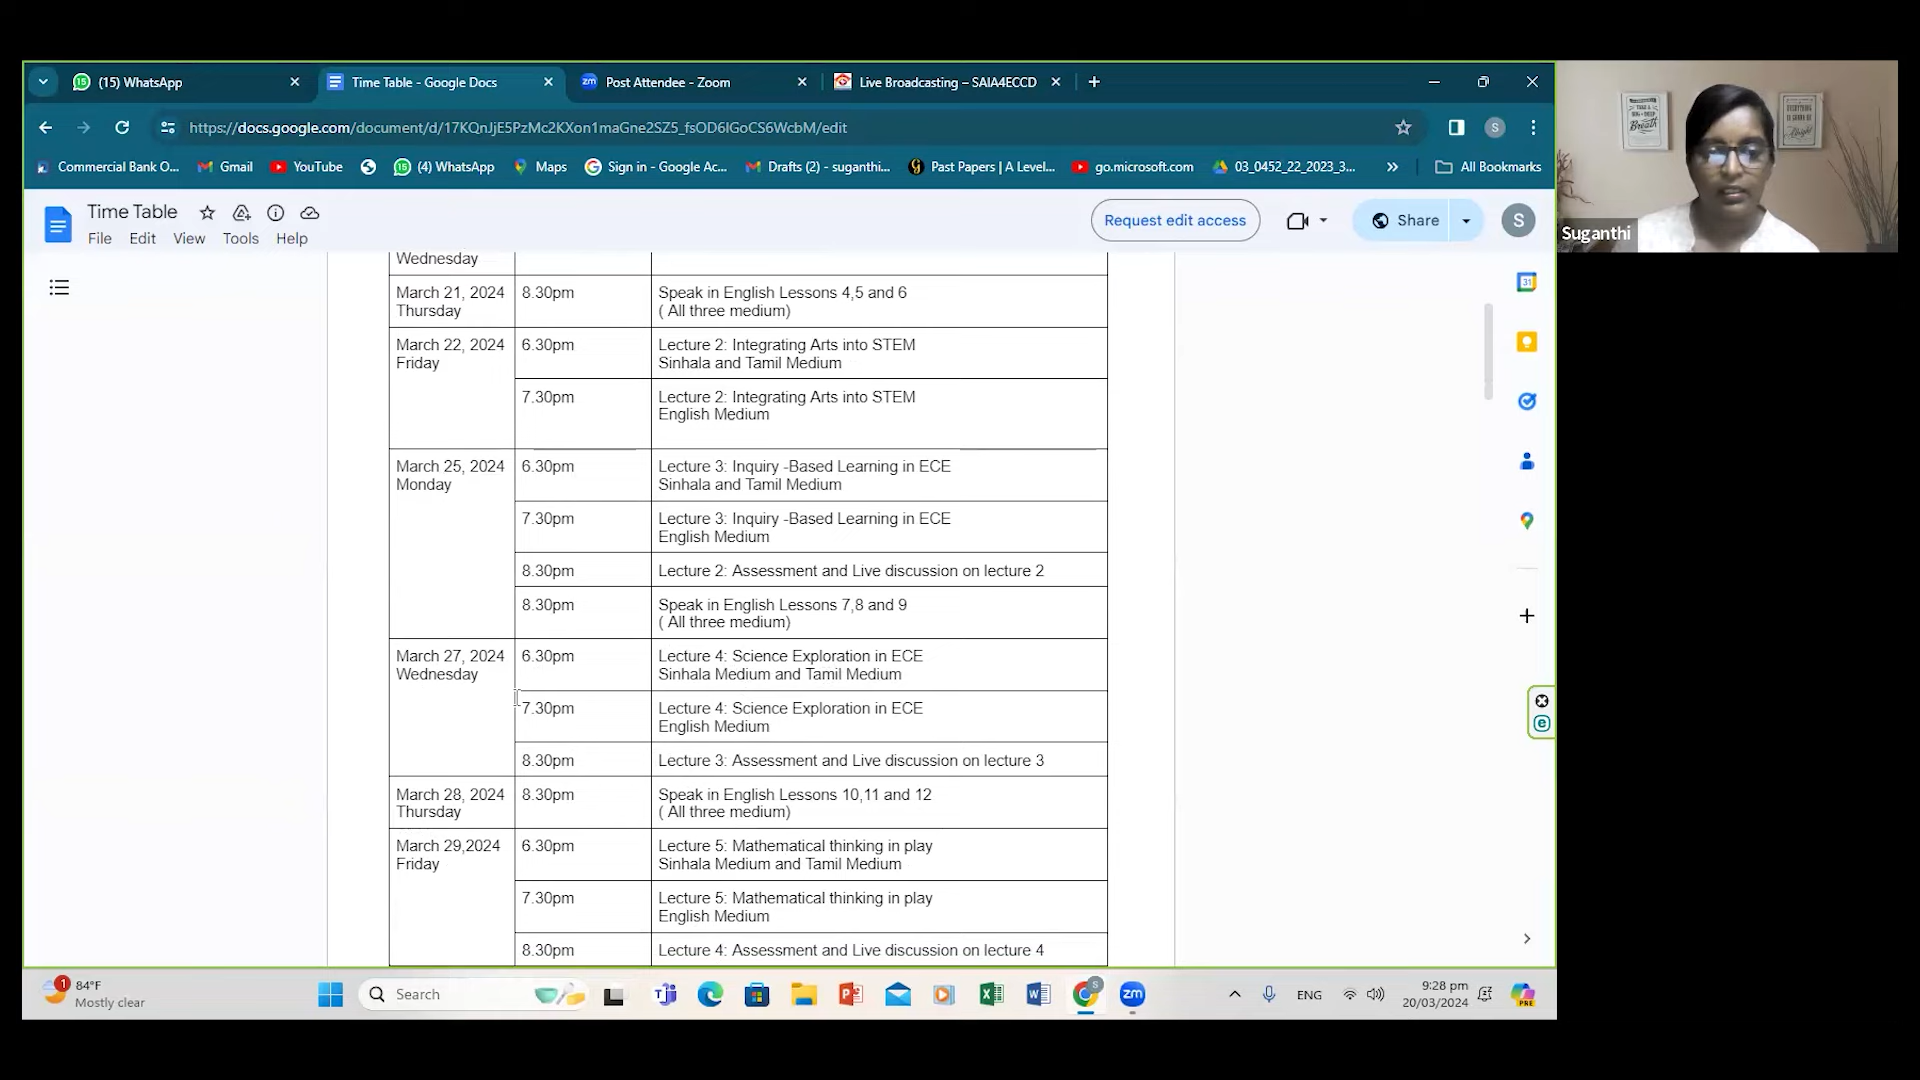 (15) WhatsApp
Time Table - Google Docs
Post Attendee - Zoom
Live Broadcasting – SAIA4ECCD
https://docs.google.com/document/d/17KQnJjE5PzMc2KXon1maGne2SZ5_fsOD6lGoCS6WcbM/edit
Commercial Bank O...
Gmail
YouTube
(4) WhatsApp
Maps
Sign in - Google Ac...
Drafts (2) - suganthi...
Past Papers | A Level...
go.microsoft.com
03_0452_22_2023_3...
All Bookmarks
Time Table
File Edit View Tools Help
Request edit access
Share
S
Suganthi
Wednesday
March 21, 2024
Thursday
8.30pm
Speak in English Lessons 4,5 and 6
( All three medium)
March 22, 2024
Friday
6.30pm
Lecture 2: Integrating Arts into STEM
Sinhala and Tamil Medium
7.30pm
Lecture 2: Integrating Arts into STEM
English Medium
March 25, 2024
Monday
6.30pm
Lecture 3: Inquiry -Based Learning in ECE
Sinhala and Tamil Medium
7.30pm
Lecture 3: Inquiry -Based Learning in ECE
English Medium
8.30pm
Lecture 2: Assessment and Live discussion on lecture 2
8.30pm
Speak in English Lessons 7,8 and 9
( All three medium)
March 27, 2024
Wednesday
6.30pm
Lecture 4: Science Exploration in ECE
Sinhala Medium and Tamil Medium
7.30pm
Lecture 4: Science Exploration in ECE
English Medium
8.30pm
Lecture 3: Assessment and Live discussion on lecture 3
March 28, 2024
Thursday
8.30pm
Speak in English Lessons 10,11 and 12
( All three medium)
March 29,2024
Friday
6.30pm
Lecture 5: Mathematical thinking in play
Sinhala Medium and Tamil Medium
7.30pm
Lecture 5: Mathematical thinking in play
English Medium
8.30pm
Lecture 4: Assessment and Live discussion on lecture 4
84°F
Mostly clear
Search
ENG
9:28 pm
20/03/2024